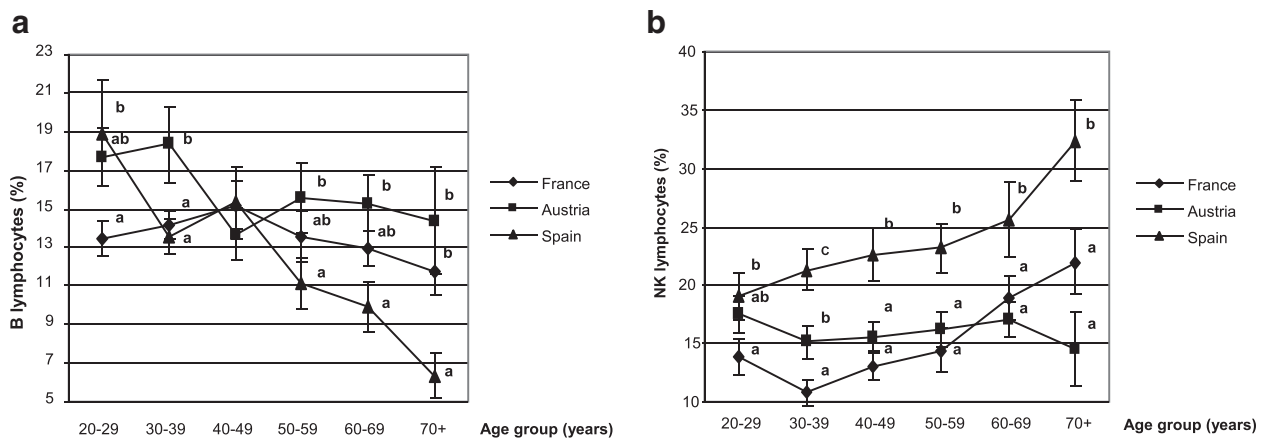 a
23
21
19
17
15
13
11
9
7
5
B lymphocytes (%)
b
ab
a
b
a
a
b
ab
a
b
ab
a
b
b
a
20-29 30-39 40-49 50-59 60-69 70+ Age group (years)
France
Austria
Spain
b
40
35
30
25
20
15
10
NK lymphocytes (%)
b
ab
a
c
b
a
b
a
a
b
a
a
b
a
a
b
a
a
20-29 30-39 40-49 50-59 60-69 70+ Age group (years)
France
Austria
Spain